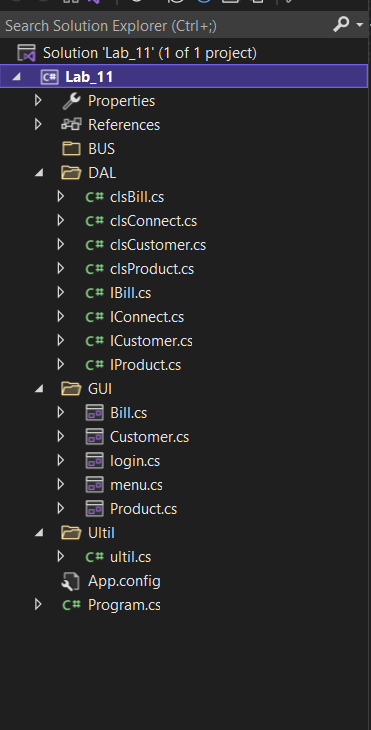 Search Solution Explorer (Ctrl+;)
Solution 'Lab_11' (1 of 1 project)
C# Lab_11
Properties
References
BUS
DAL
C# clsBill.cs
C# clsConnect.cs
C# clsCustomer.cs
C# clsProduct.cs
C# IBill.cs
C# IConnect.cs
C# ICustomer.cs
C# IProduct.cs
GUI
Bill.cs
Customer.cs
login.cs
menu.cs
Product.cs
Ultil
C# ultil.cs
App.config
C# Program.cs